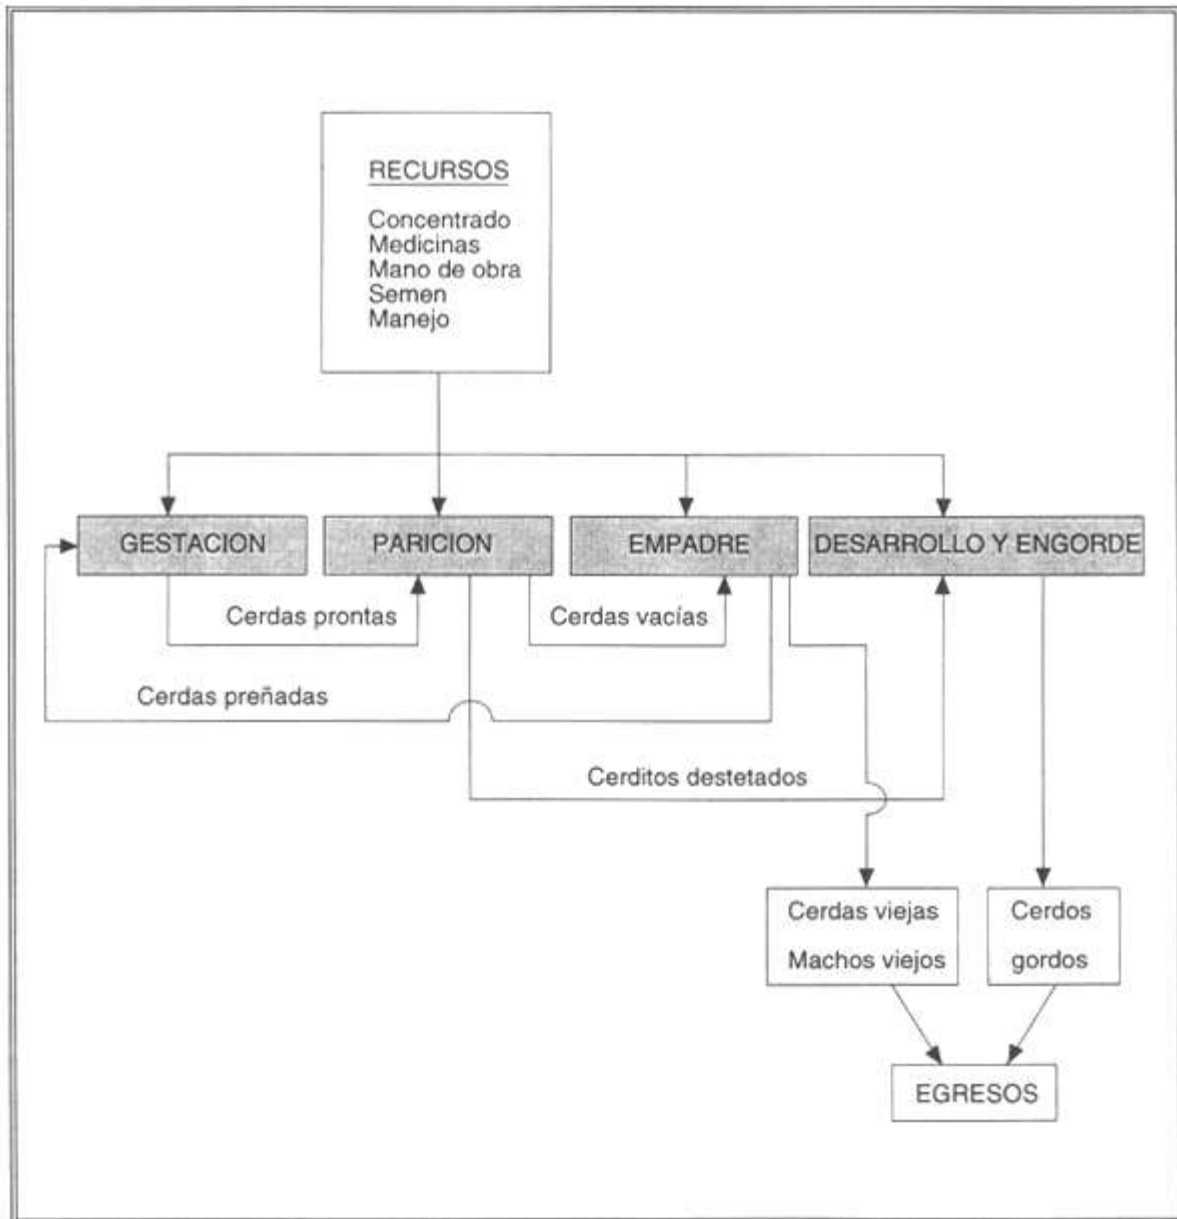 RECURSOS
Concentrado
Medicinas
Mano de obra
Semen
Manejo
GESTACION
PARICION
EMPADRE
DESARROLLO Y ENGORDE
Cerdas prontas
Cerdas vacías
Cerdas preñadas
Cerditos destetados
Cerdas viejas
Machos viejos
Cerdos
gordos
EGRESOS